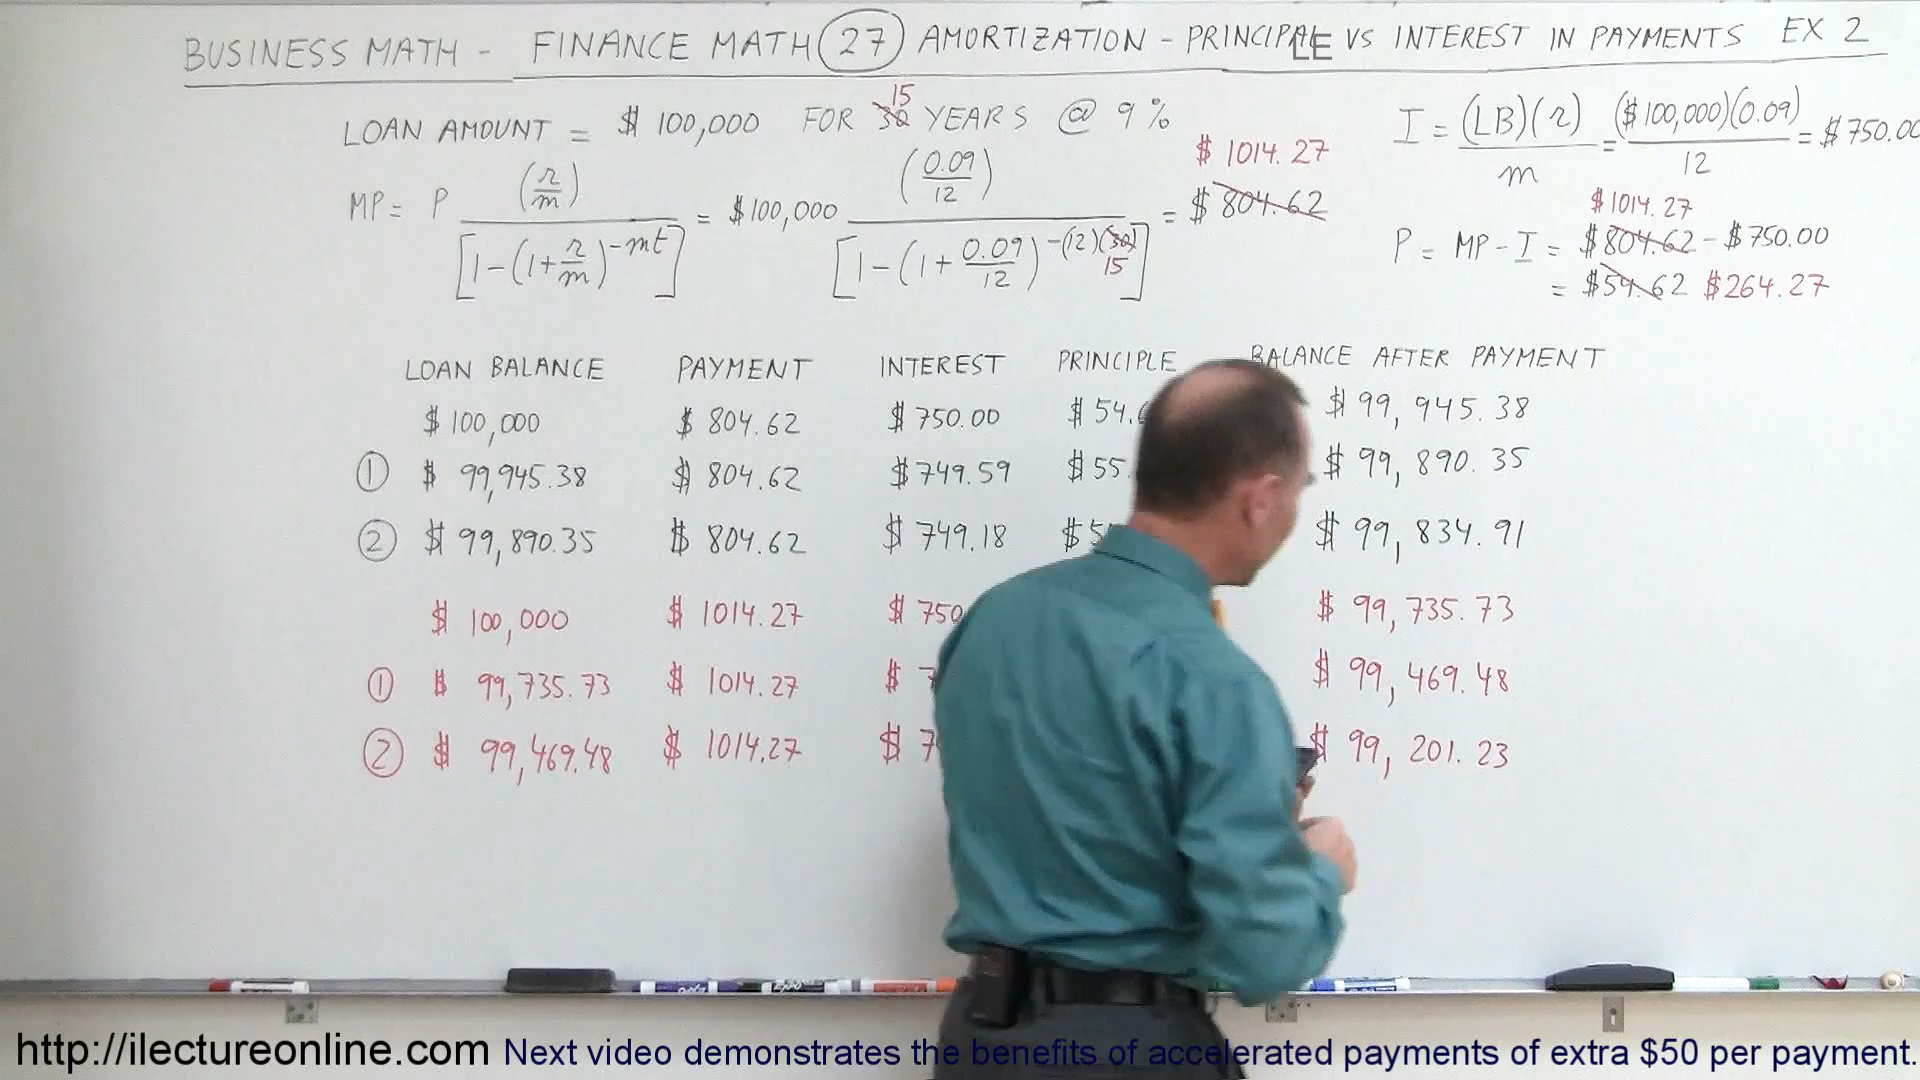 BUSINESS MATH - FINANCE MATH 27 AMORTIZATION - PRINCIPLE VS INTEREST IN PAYMENTS EX 2
15
LOAN AMOUNT = $ 100,000 FOR 30 YEARS @ 9%
MP = P (r/m) / [1-(1+r/m)^-mt] = $100,000 (0.09/12) / [1-(1+0.09/12)^-(12)(30)] = $ 804.62
15
$ 1014.27
I = (LB)(r)/m = ($100,000)(0.09)/12 = $750.00
$1014.27
P = MP - I = $804.62 - $750.00
= $54.62 $264.27
LOAN BALANCE PAYMENT INTEREST PRINCIPLE BALANCE AFTER PAYMENT
$ 100,000 $ 804.62 $750.00 $54. $99,945.38
1 $ 99,945.38 $ 804.62 $749.59 $55. $99,890.35
2 $ 99,890.35 $ 804.62 $749.18 $5 $99,834.91
$ 100,000 $ 1014.27 $750 $99,735.73
1 $ 99,735.73 $ 1014.27 $7 $99,469.48
2 $ 99,469.48 $ 1014.27 $7 $99,201.23
http://ilectureonline.com Next video demonstrates the benefits of accelerated payments of extra $50 per payment.